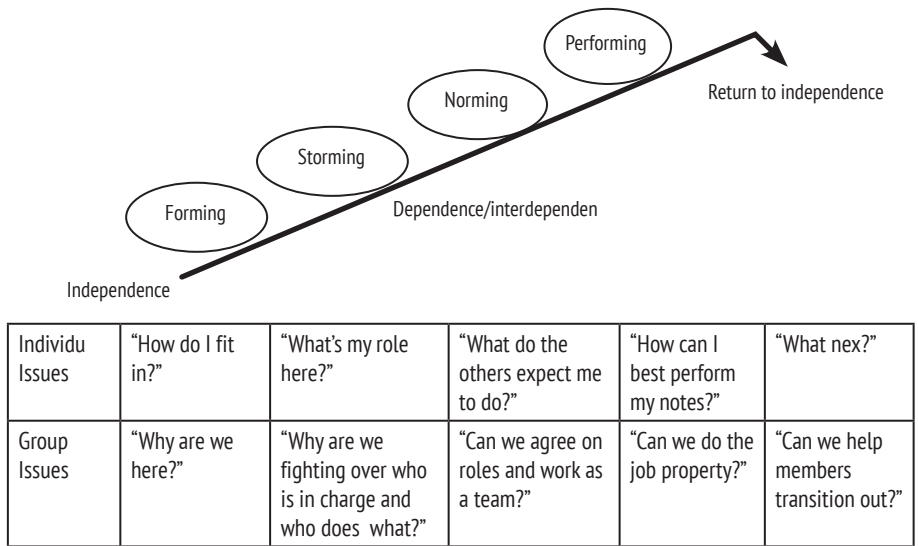 Performing
Return to independence
Norming
Storming
Dependence/interdependen
Forming
Independence
Individu
Issues
“How do I fit
in?”
“What’s my role
here?”
“What do the
others expect me
to do?”
“How can I
best perform
my notes?”
“What nex?”
Group
Issues
“Why are we
here?”
“Why are we
fighting over who
is in charge and
who does what?”
“Can we agree on
roles and work as
a team?”
“Can we do the
job property?”
“Can we help
members
transition out?”